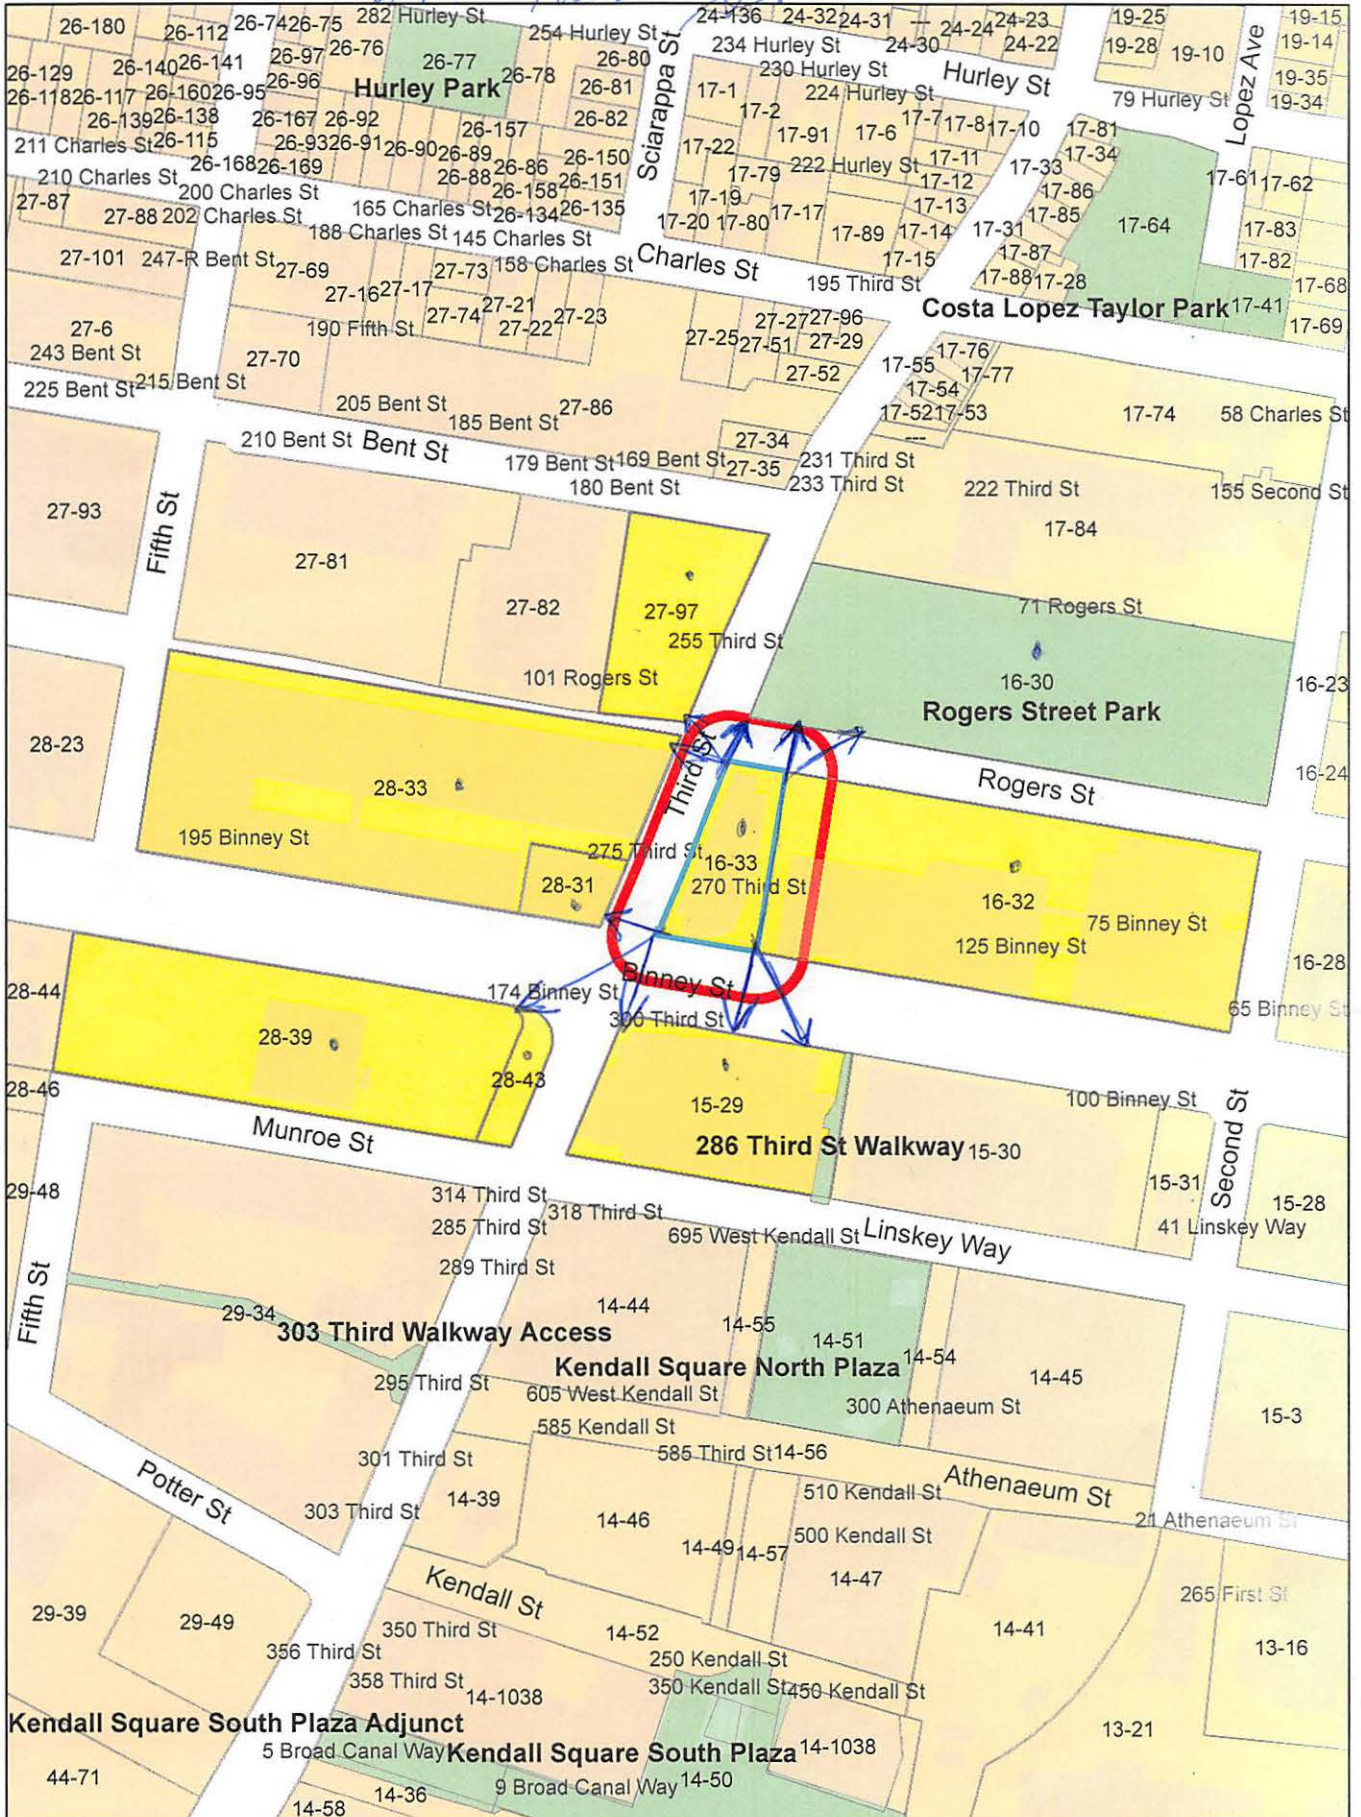 282 Hurley St
24-136 24-32 24-31 --- 24-24 24-23 19-25 19-15
26-180 26-112 26-74 26-75 254 Hurley St 234 Hurley St 24-30 24-22 19-28 19-10 19-14
26-97 26-76 26-77 26-80 230 Hurley St Hurley St
26-129 26-140 26-141 26-96 Hurley Park 26-78 26-81 17-1 224 Hurley St 79 Hurley St 19-35
26-118 26-117 26-160 26-95 19-34
26-139 26-138 26-167 26-92 26-157 26-82 17-2 17-91 17-6 17-7 17-8 17-10 17-81
Sciarappa St
Lopez Ave
211 Charles St 26-115 26-93 26-91 26-90 26-89 26-86 26-150 17-22 222 Hurley St 17-11 17-33 17-34
210 Charles St 26-168 26-169 26-88 26-158 26-151 17-79 17-12 17-86 17-61 17-62
200 Charles St
27-87 27-88 202 Charles St 165 Charles St 26-134 26-135 17-19 17-20 17-80 17-17 17-13 17-85 17-64 17-83
188 Charles St 145 Charles St 17-89 17-14 17-31
27-101 247-R Bent St 27-69 27-73 158 Charles St Charles St 17-15 17-87 17-82
27-16 27-17 195 Third St 17-88 17-28 17-68
Costa Lopez Taylor Park 17-41
27-6 190 Fifth St 27-74 27-21 27-22 27-23 27-25 27-27 27-96 17-69
27-51 27-29
243 Bent St 27-70 27-52 17-55 17-76
225 Bent St 215 Bent St 17-54 17-77
205 Bent St 27-86 17-52 17-53 17-74 58 Charles St
185 Bent St
210 Bent St Bent St 27-34 ---
179 Bent St 169 Bent St 27-35 231 Third St
180 Bent St 233 Third St 222 Third St 155 Second St
27-93 17-84
Fifth St
27-81
27-82 27-97 71 Rogers St
255 Third St
101 Rogers St 16-30 16-23
Rogers Street Park
28-23 Third St
28-33 Rogers St 16-24
195 Binney St 275 Third St 16-33
28-31 270 Third St 16-32
75 Binney St
125 Binney St
16-28
28-44 174 Binney St Binney St
300 Third St 65 Binney St
28-39
28-43
28-46 15-29 100 Binney St
Munroe St 286 Third St Walkway 15-30
Second St
29-48 314 Third St 15-31 15-28
285 Third St 318 Third St 695 West Kendall St Linskey Way 41 Linskey Way
289 Third St
Fifth St
29-34 14-44 14-55 14-51
303 Third Walkway Access 14-54
Kendall Square North Plaza 14-45
295 Third St 605 West Kendall St 300 Athenaeum St 15-3
585 Kendall St
301 Third St 585 Third St 14-56 Athenaeum St
Potter St 14-39 510 Kendall St
303 Third St 14-46 500 Kendall St 21 Athenaeum St
14-49 14-57
14-47
Kendall St 265 First St
29-39 29-49 350 Third St 14-52 14-41
356 Third St 250 Kendall St 13-16
358 Third St 14-1038 350 Kendall St 450 Kendall St
Kendall Square South Plaza Adjunct 13-21
5 Broad Canal Way Kendall Square South Plaza 14-1038
44-71 14-36 9 Broad Canal Way 14-50
14-58